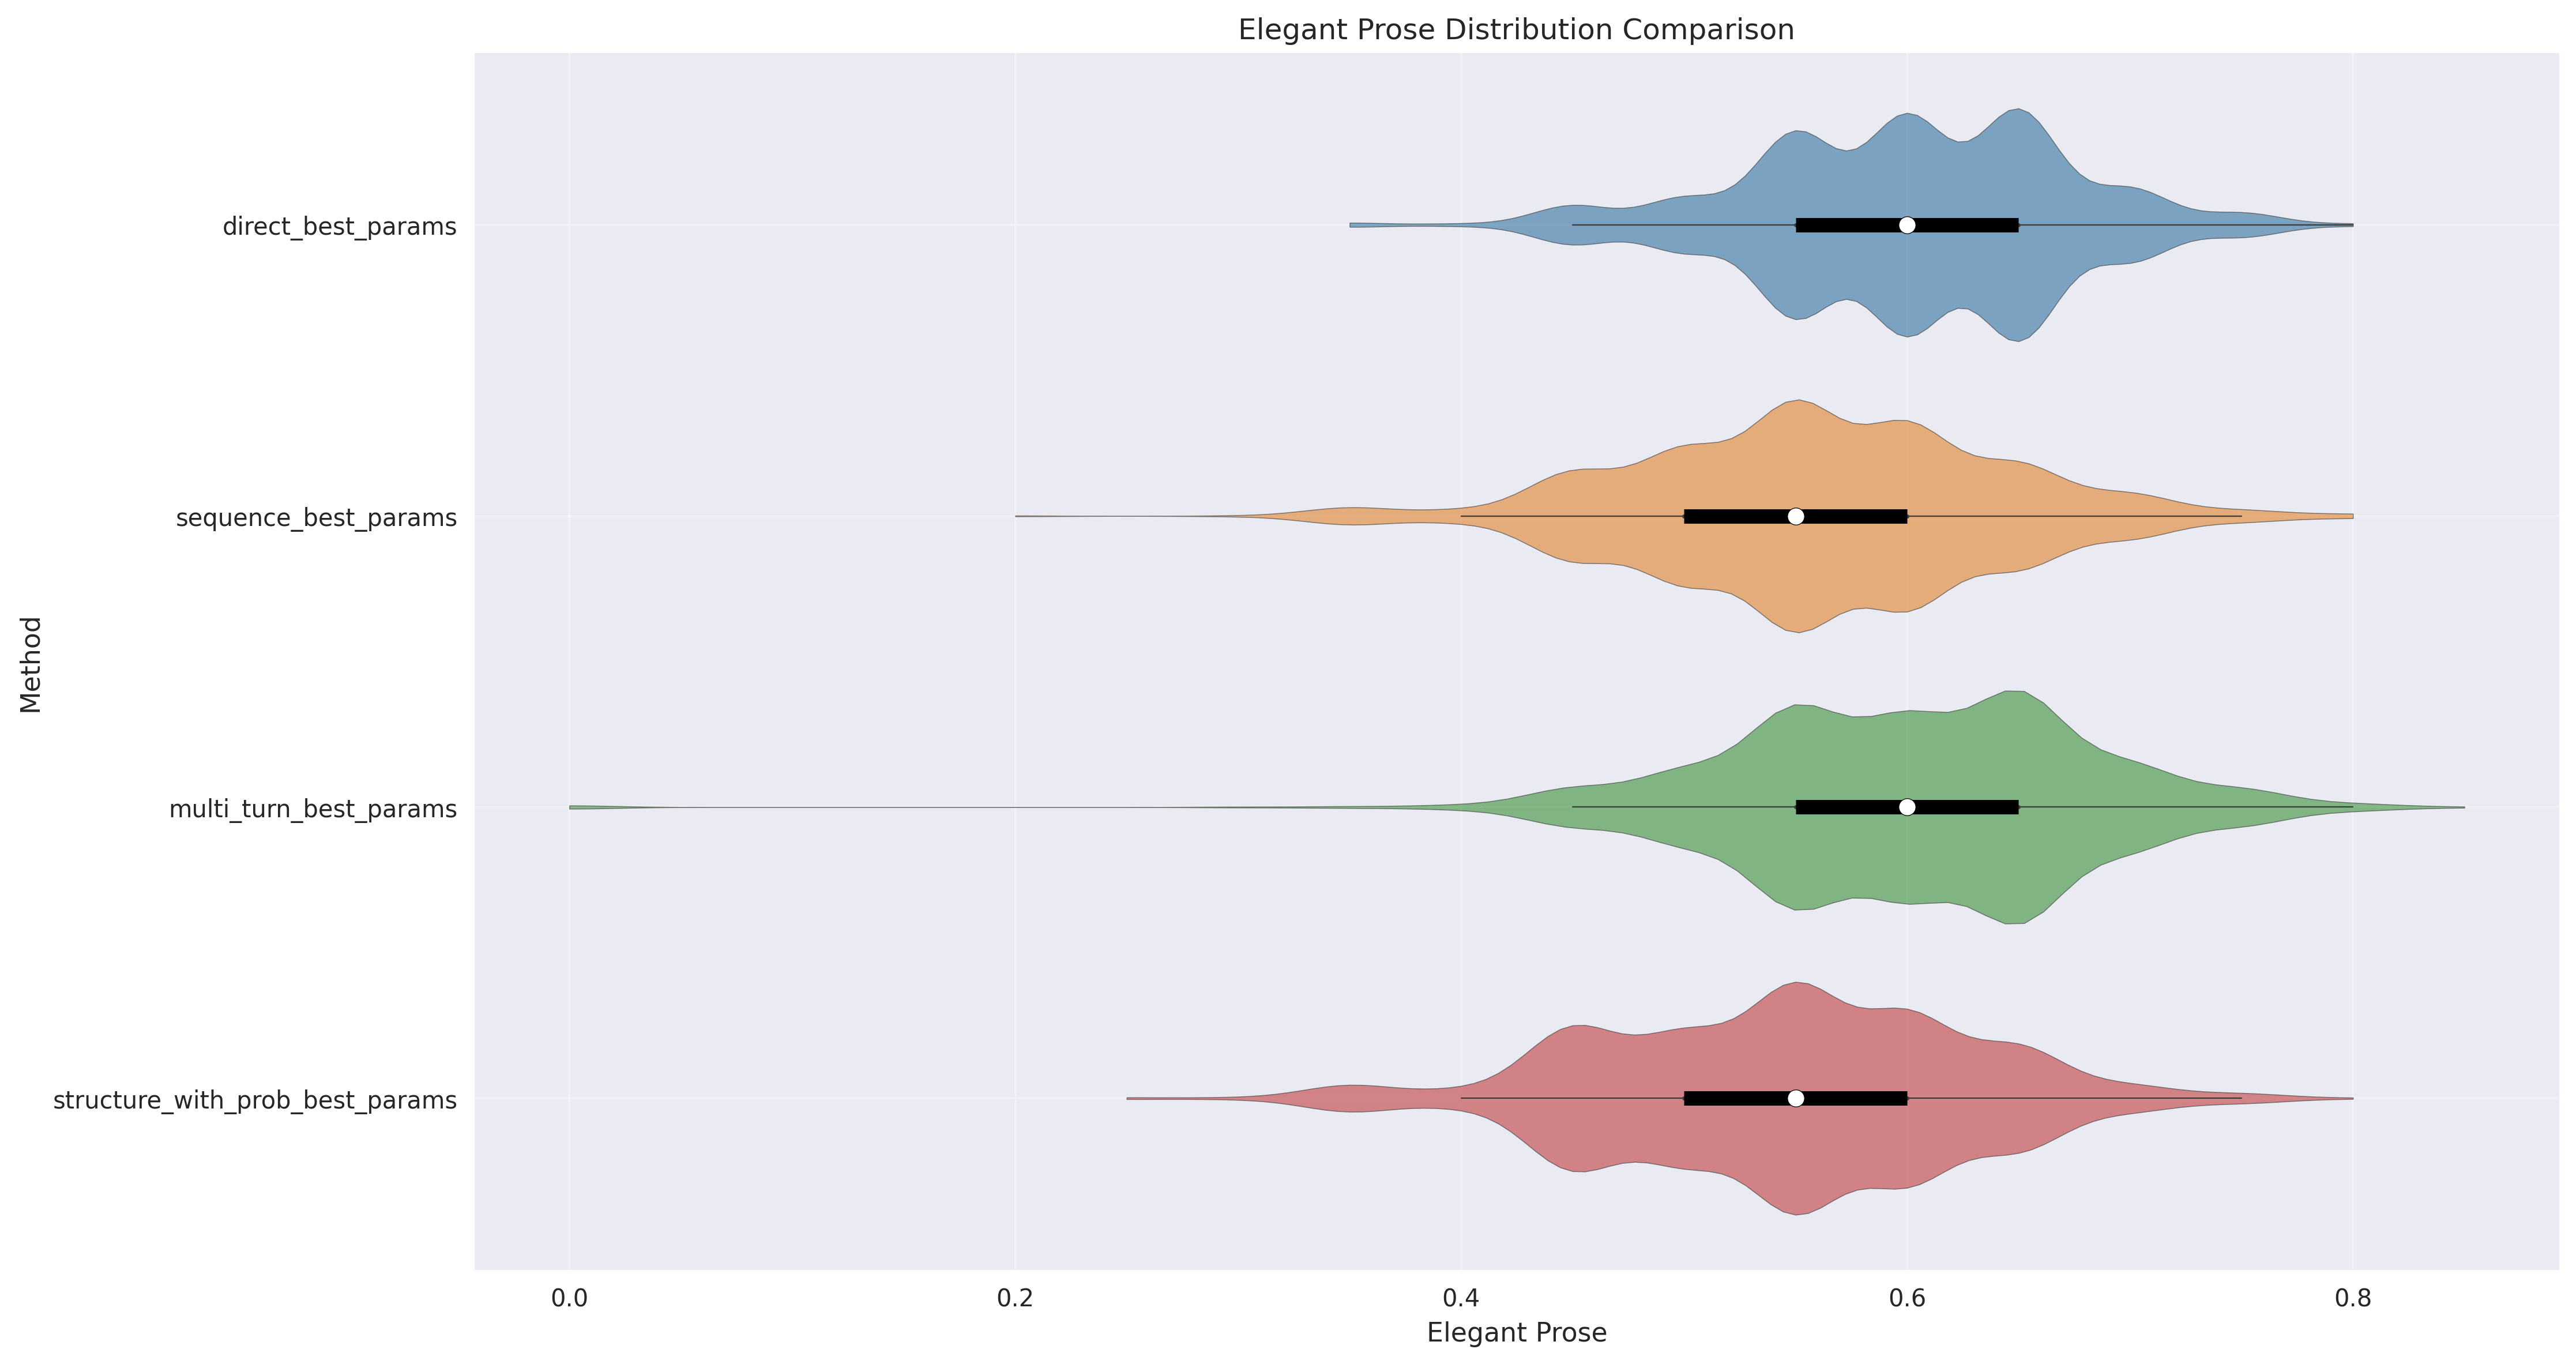 Elegant Prose Distribution Comparison
Method
direct_best_params
sequence_best_params
multi_turn_best_params
structure_with_prob_best_params
0.0 0.2 0.4 0.6 0.8
Elegant Prose